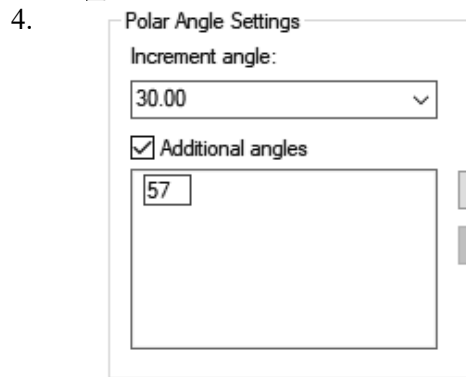 4.
Polar Angle Settings
Increment angle:
30.00
Additional angles
57